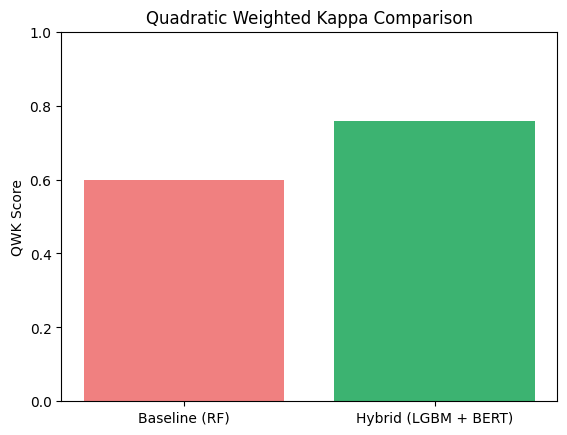 Quadratic Weighted Kappa Comparison
1.0
0.8
0.6
0.4
0.2
0.0
QWK Score
Baseline (RF)
Hybrid (LGBM + BERT)